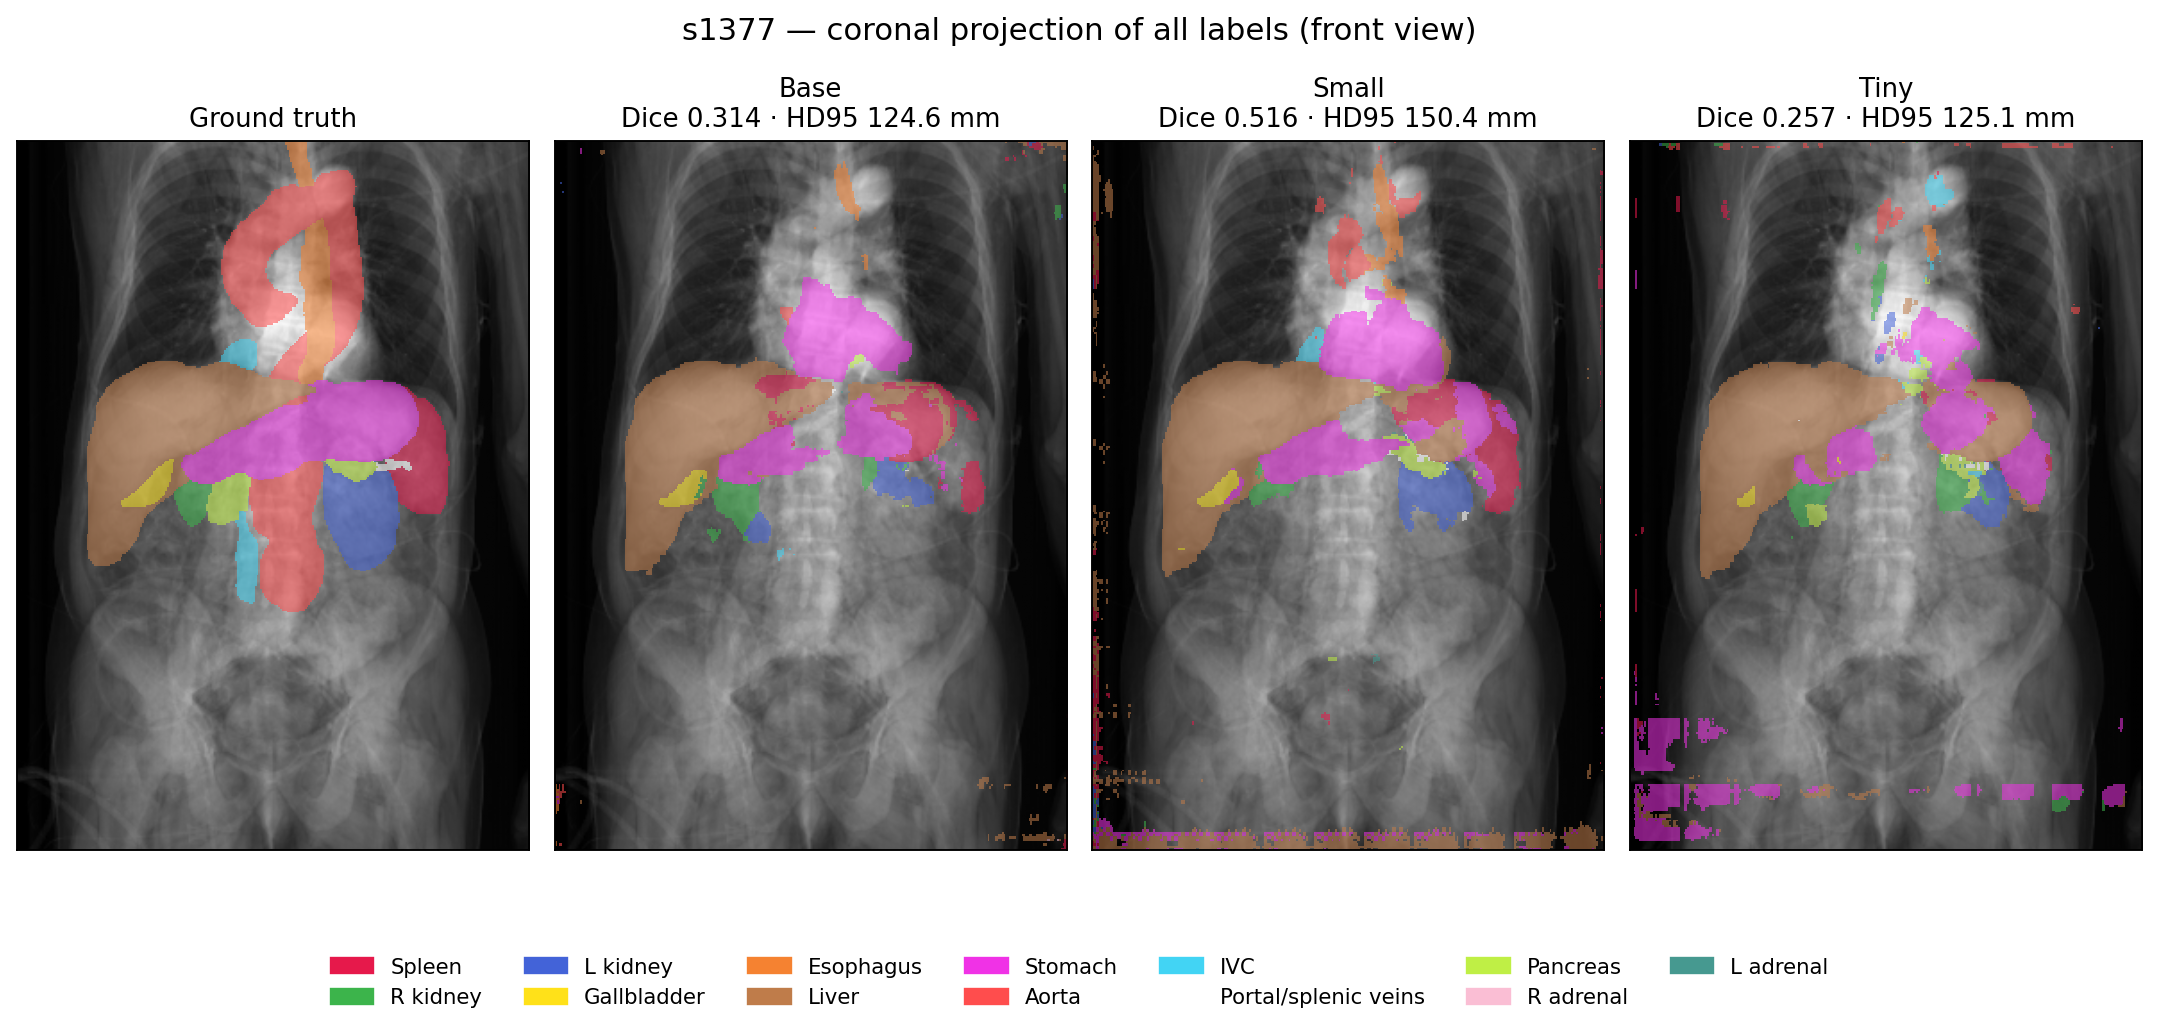 s1377 — coronal projection of all labels (front view)
Ground truth
Base
Dice 0.314 · HD95 124.6 mm
Small
Dice 0.516 · HD95 150.4 mm
Tiny
Dice 0.257 · HD95 125.1 mm
Spleen
L kidney
Esophagus
Stomach
IVC
Pancreas
L adrenal
R kidney
Gallbladder
Liver
Aorta
Portal/splenic veins
R adrenal